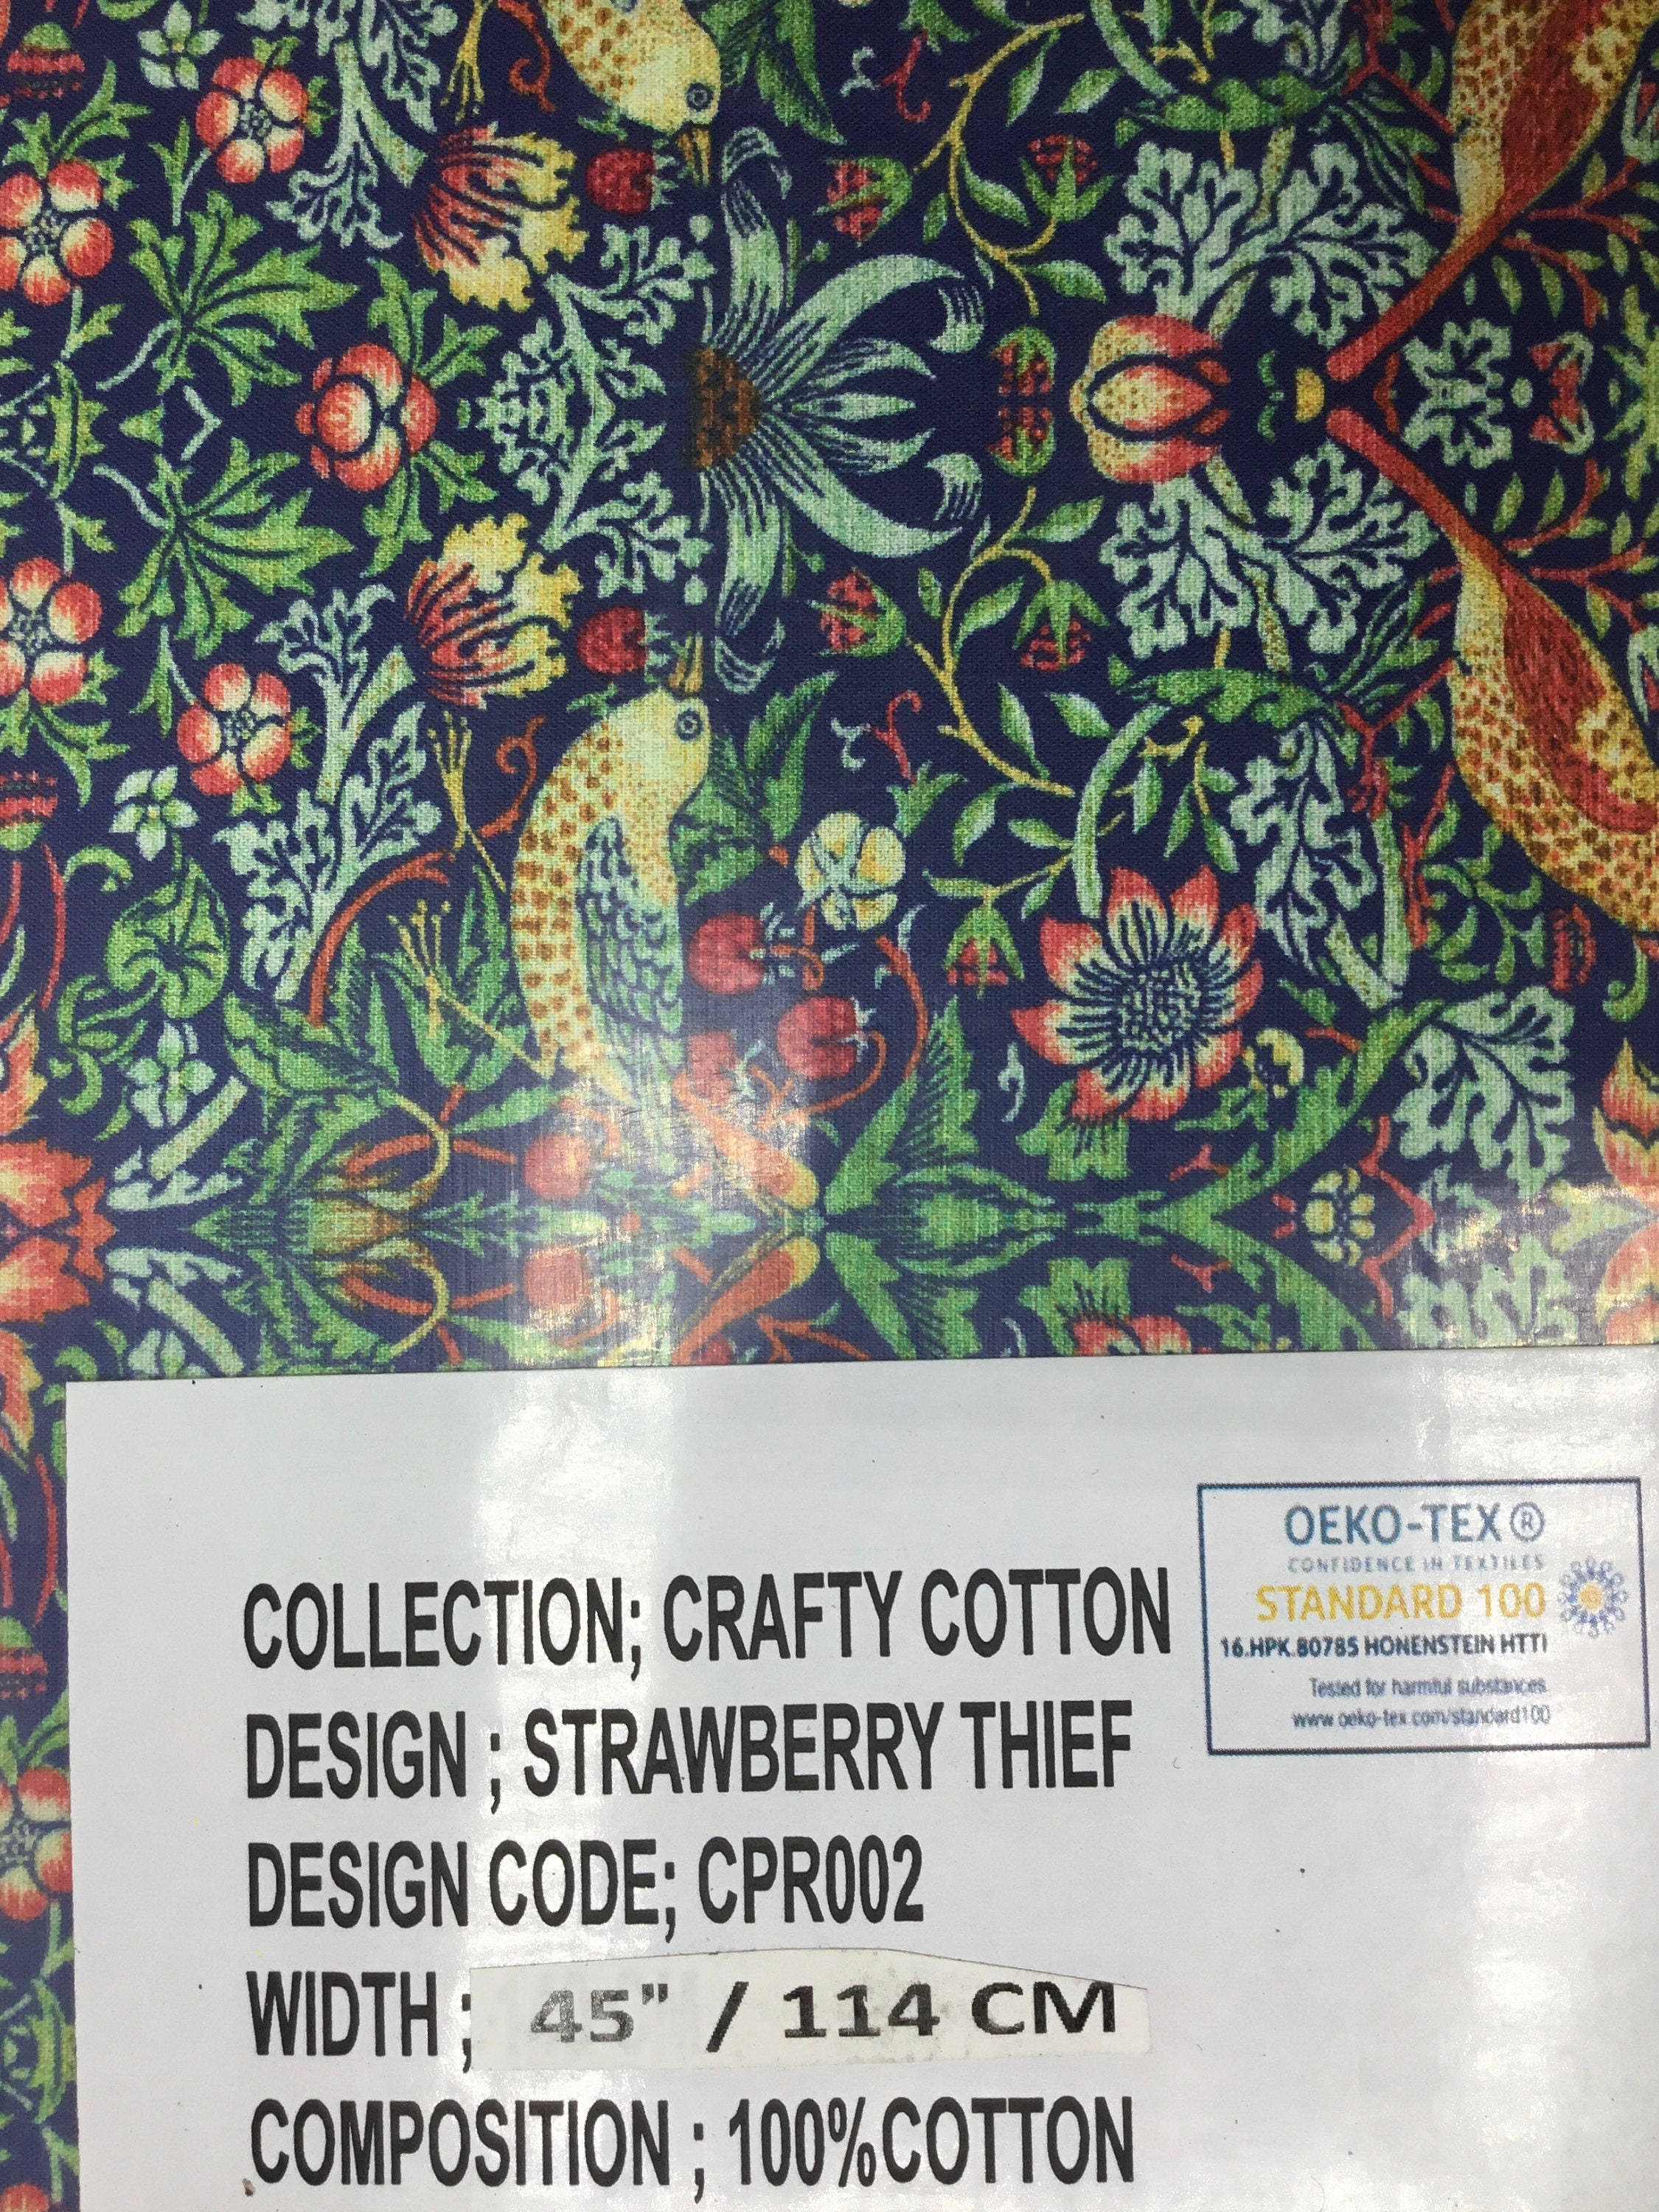 OEKO-TEX®
CONFIDENCE IN TEXTILES
STANDARD 100
16.HPK.80785 HONENSTEIN HTTI
Tested for harmful substances
www.oeko-tex.com/standard100
COLLECTION; CRAFTY COTTON
DESIGN ; STRAWBERRY THIEF
DESIGN CODE; CPR002
WIDTH ; 45" / 114 CM
COMPOSITION ; 100%COTTON